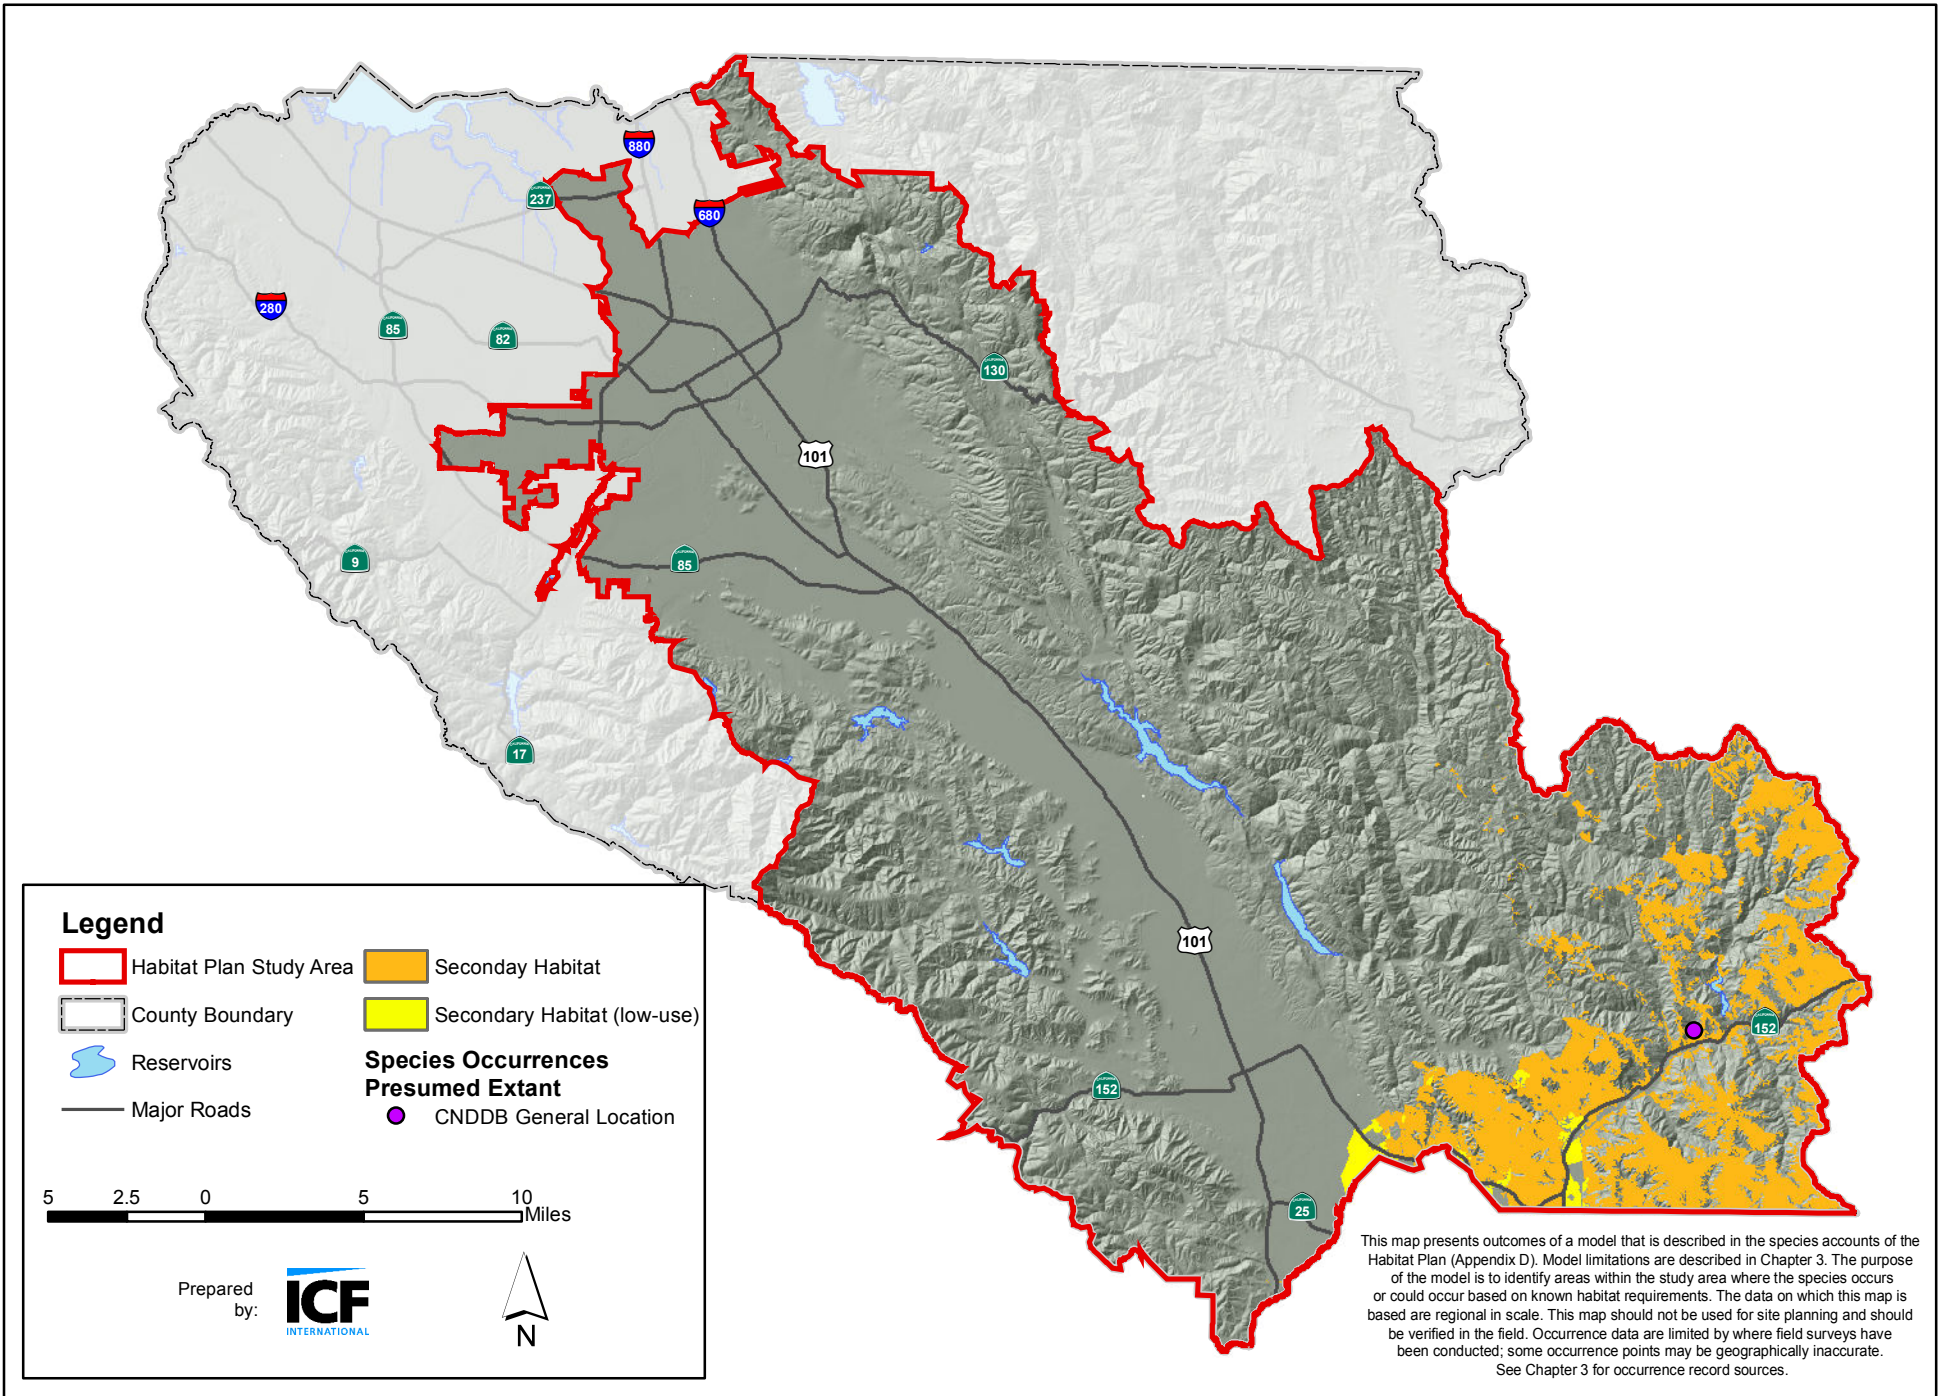 880
237
680
280
85
82
130
101
9
85
17
101
152
152
25
Legend
Habitat Plan Study Area
Seconday Habitat
County Boundary
Secondary Habitat (low-use)
Reservoirs
Species Occurrences
Presumed Extant
Major Roads
CNDDB General Location
5 2.5 0 5 10
Miles
Prepared
by:
ICF
INTERNATIONAL
N
This map presents outcomes of a model that is described in the species accounts of the
Habitat Plan (Appendix D). Model limitations are described in Chapter 3. The purpose
of the model is to identify areas within the study area where the species occurs
or could occur based on known habitat requirements. The data on which this map is
based are regional in scale. This map should not be used for site planning and should
be verified in the field. Occurrence data are limited by where field surveys have
been conducted; some occurrence points may be geographically inaccurate.
See Chapter 3 for occurrence record sources.